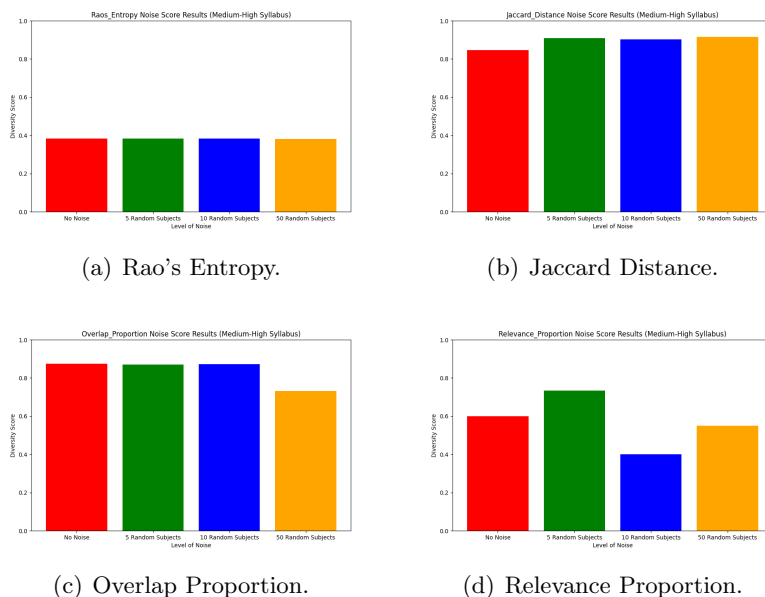 Raos_Entropy Noise Score Results (Medium-High Syllabus)
1.0
0.8
0.6
0.4
0.2
0.0
Diversity Score
No Noise
5 Random Subjects
10 Random Subjects
50 Random Subjects
Level of Noise
(a) Rao's Entropy.
Jaccard_Distance Noise Score Results (Medium-High Syllabus)
1.0
0.8
0.6
0.4
0.2
0.0
Diversity Score
No Noise
5 Random Subjects
10 Random Subjects
50 Random Subjects
Level of Noise
(b) Jaccard Distance.
Overlap_Proportion Noise Score Results (Medium-High Syllabus)
1.0
0.8
0.6
0.4
0.2
0.0
Diversity Score
No Noise
5 Random Subjects
10 Random Subjects
50 Random Subjects
Level of Noise
(c) Overlap Proportion.
Relevance_Proportion Noise Score Results (Medium-High Syllabus)
1.0
0.8
0.6
0.4
0.2
0.0
Diversity Score
No Noise
5 Random Subjects
10 Random Subjects
50 Random Subjects
Level of Noise
(d) Relevance Proportion.